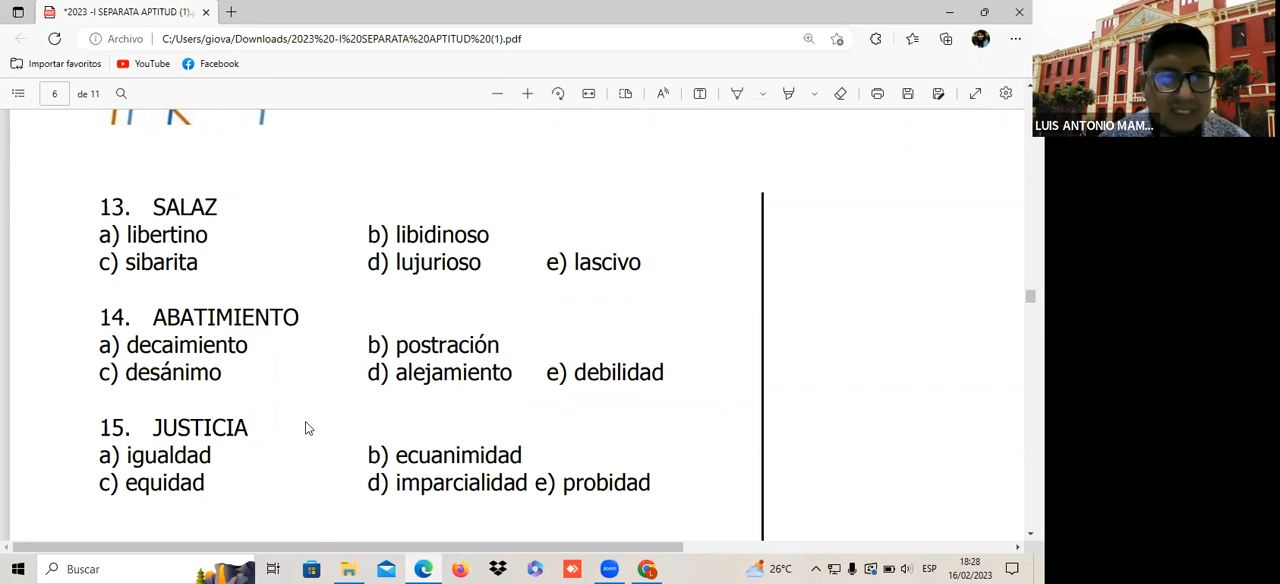 *2023 -I SEPARATA APTITUD (1).p
Archivo C:/Users/giova/Downloads/2023%20-I%20SEPARATA%20APTITUD%20(1).pdf
Importar favoritos YouTube Facebook
6 de 11
LUIS ANTONIO MAM...
13. SALAZ
a) libertino b) libidinoso
c) sibarita d) lujurioso e) lascivo
14. ABATIMIENTO
a) decaimiento b) postración
c) desánimo d) alejamiento e) debilidad
15. JUSTICIA
a) igualdad b) ecuanimidad
c) equidad d) imparcialidad e) probidad
Buscar zoom 26°C ESP 18:28
16/02/2023